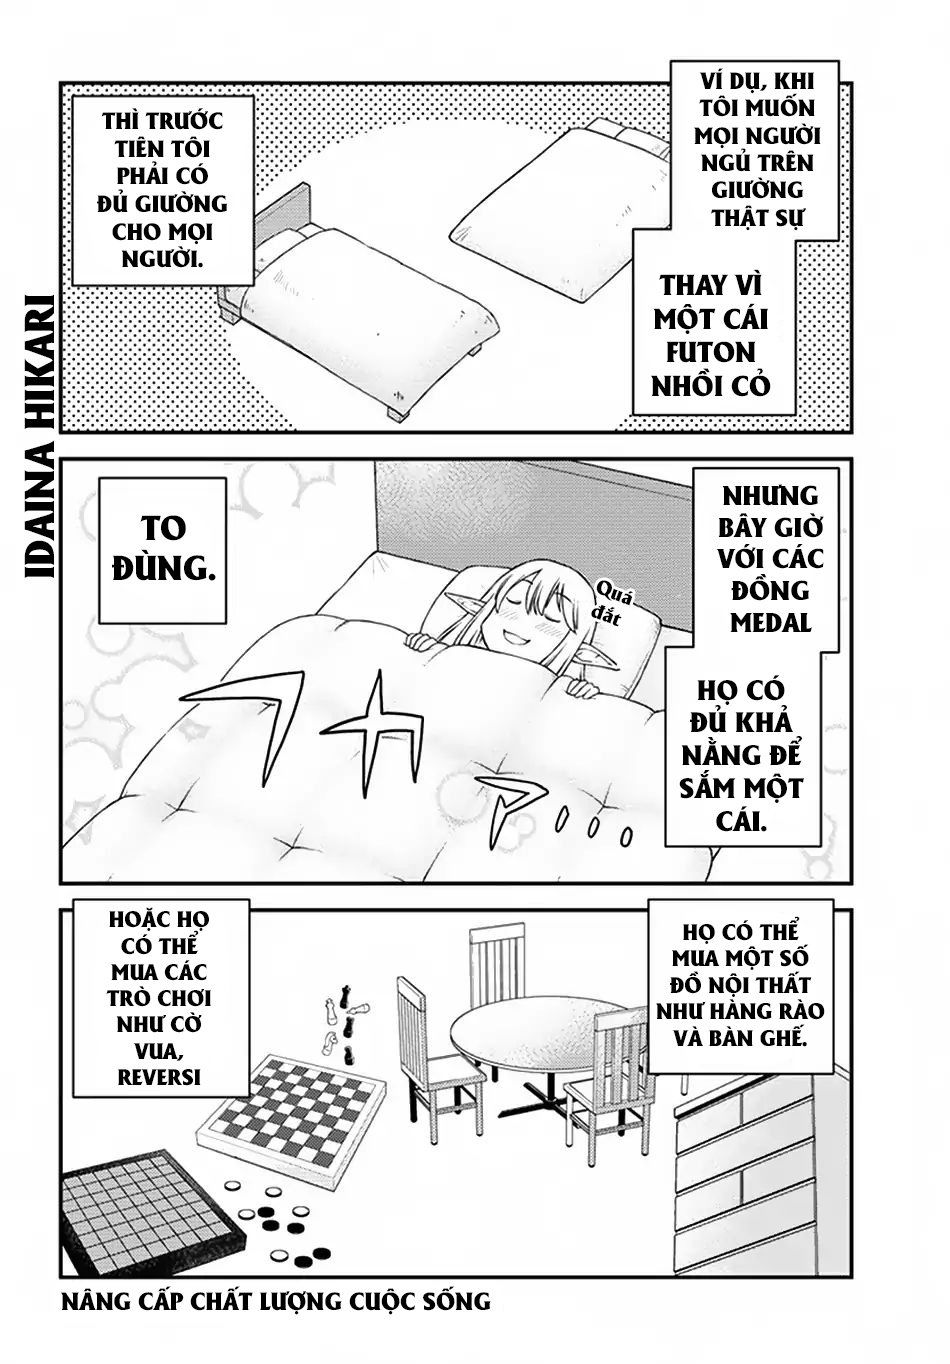 VÍ DỤ, KHI
TÔI MUỐN
MỌI NGƯỜI
NGỦ TRÊN
GIƯỜNG
THẬT SỰ
THAY VÌ
MỘT CÁI
FUTON
NHỒI CỎ
THÌ TRƯỚC
TIÊN TÔI
PHẢI CÓ
ĐỦ GIƯỜNG
CHO MỌI
NGƯỜI.
IDAINA HIKARI
NHƯNG
BÂY GIỜ
VỚI CÁC
ĐỒNG
MEDAL
HỌ CÓ
ĐỦ KHẢ
NẰNG ĐỂ
SẮM MỘT
CÁI.
Quá
đắt
フカァ...
TO
ĐÙNG.
HỌ CÓ THỂ
MUA MỘT SỐ
ĐỒ NỘI THẤT
NHƯ HÀNG RÀO
VÀ BÀN GHẾ.
HOẶC HỌ
CÓ THỂ
MUA CÁC
TRÒ CHƠI
NHƯ CỜ
VUA,
REVERSI
NÂNG CẤP CHẤT LƯỢNG CUỘC SỐNG